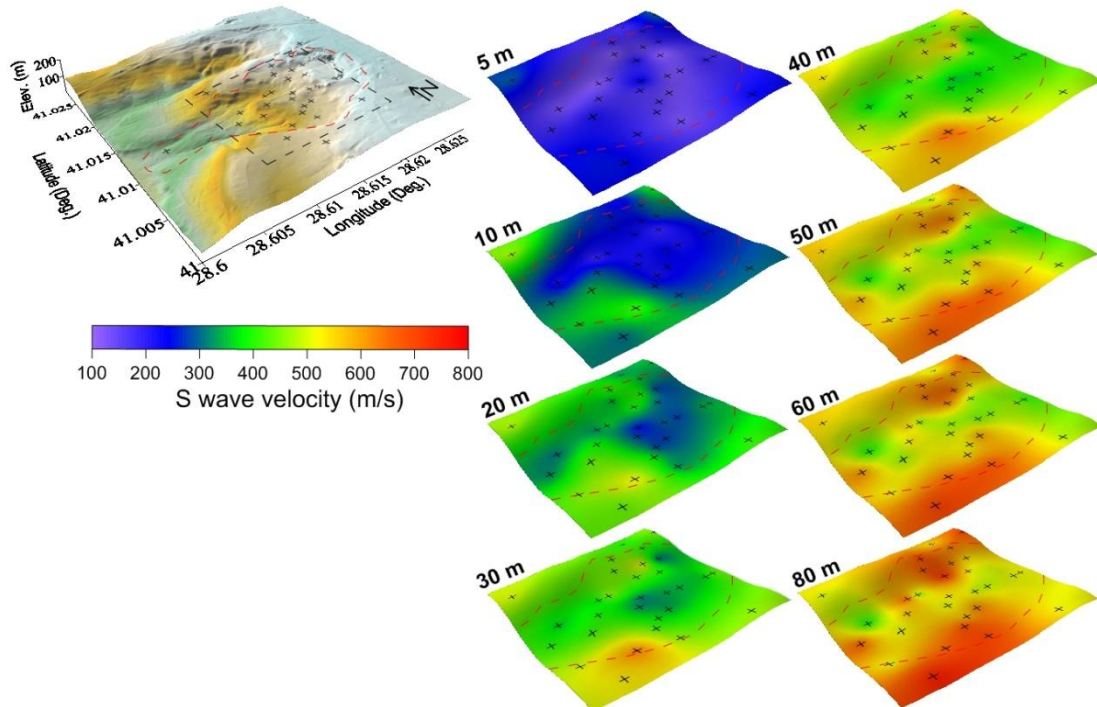 Elev. (m)
200
100
41.025
41.02
41.015
41.01
41.005
41
Latitude (Deg.)
28.6
28.605
28.61
28.615
28.62
28.625
Longitude (Deg.)
N
100 200 300 400 500 600 700 800
S wave velocity (m/s)
5 m
10 m
20 m
30 m
40 m
50 m
60 m
80 m